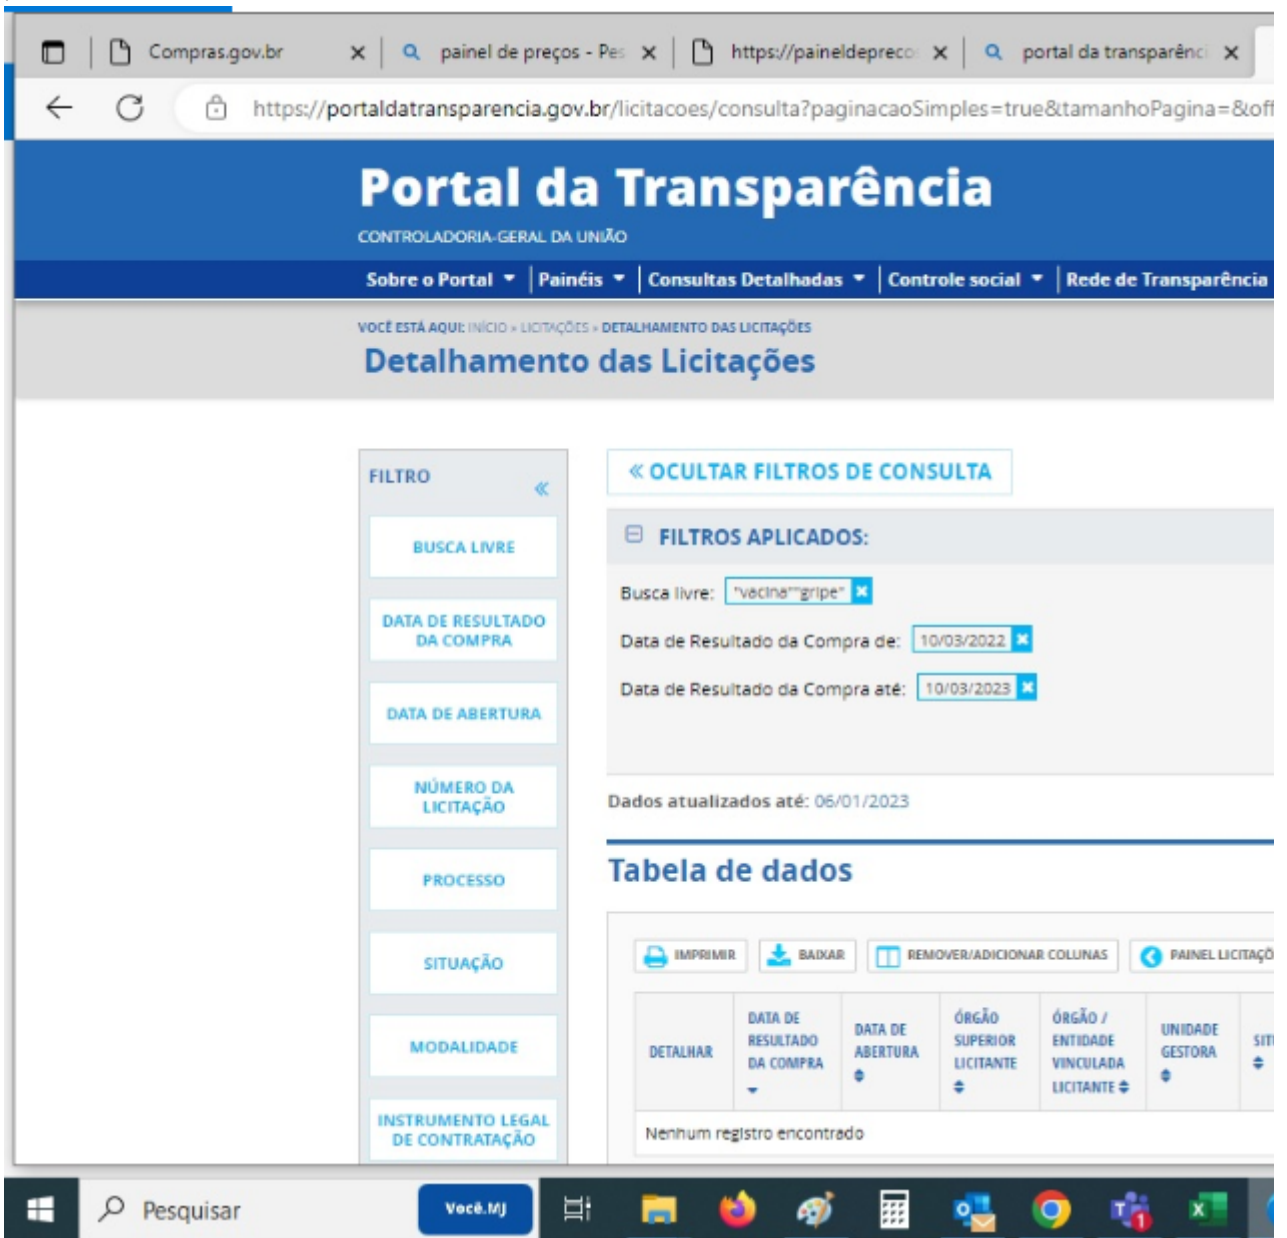 Compras.gov.br
painel de preços - Pes
https://paineldepreco
portal da transparênci
https://portaldatransparencia.gov.br/licitacoes/consulta?paginacaoSimples=true&tamanhoPagina=&off
Portal da Transparência
CONTROLADORIA-GERAL DA UNIÃO
Sobre o Portal
Painéis
Consultas Detalhadas
Controle social
Rede de Transparência
VOCÊ ESTÁ AQUI: INÍCIO » LICITAÇÕES » DETALHAMENTO DAS LICITAÇÕES
Detalhamento das Licitações
FILTRO
BUSCA LIVRE
DATA DE RESULTADO
DA COMPRA
DATA DE ABERTURA
NÚMERO DA
LICITAÇÃO
PROCESSO
SITUAÇÃO
MODALIDADE
INSTRUMENTO LEGAL
DE CONTRATAÇÃO
« OCULTAR FILTROS DE CONSULTA
FILTROS APLICADOS:
Busca livre: "vacina""gripe"
Data de Resultado da Compra de: 10/03/2022
Data de Resultado da Compra até: 10/03/2023
Dados atualizados até: 06/01/2023
Tabela de dados
IMPRIMIR
BAIXAR
REMOVER/ADICIONAR COLUNAS
PAINEL LICITAÇÕ
DETALHAR
DATA DE
RESULTADO
DA COMPRA
DATA DE
ABERTURA
ÓRGÃO
SUPERIOR
LICITANTE
ÓRGÃO /
ENTIDADE
VINCULADA
LICITANTE
UNIDADE
GESTORA
SIT
Nenhum registro encontrado
Pesquisar
Você.MJ
1